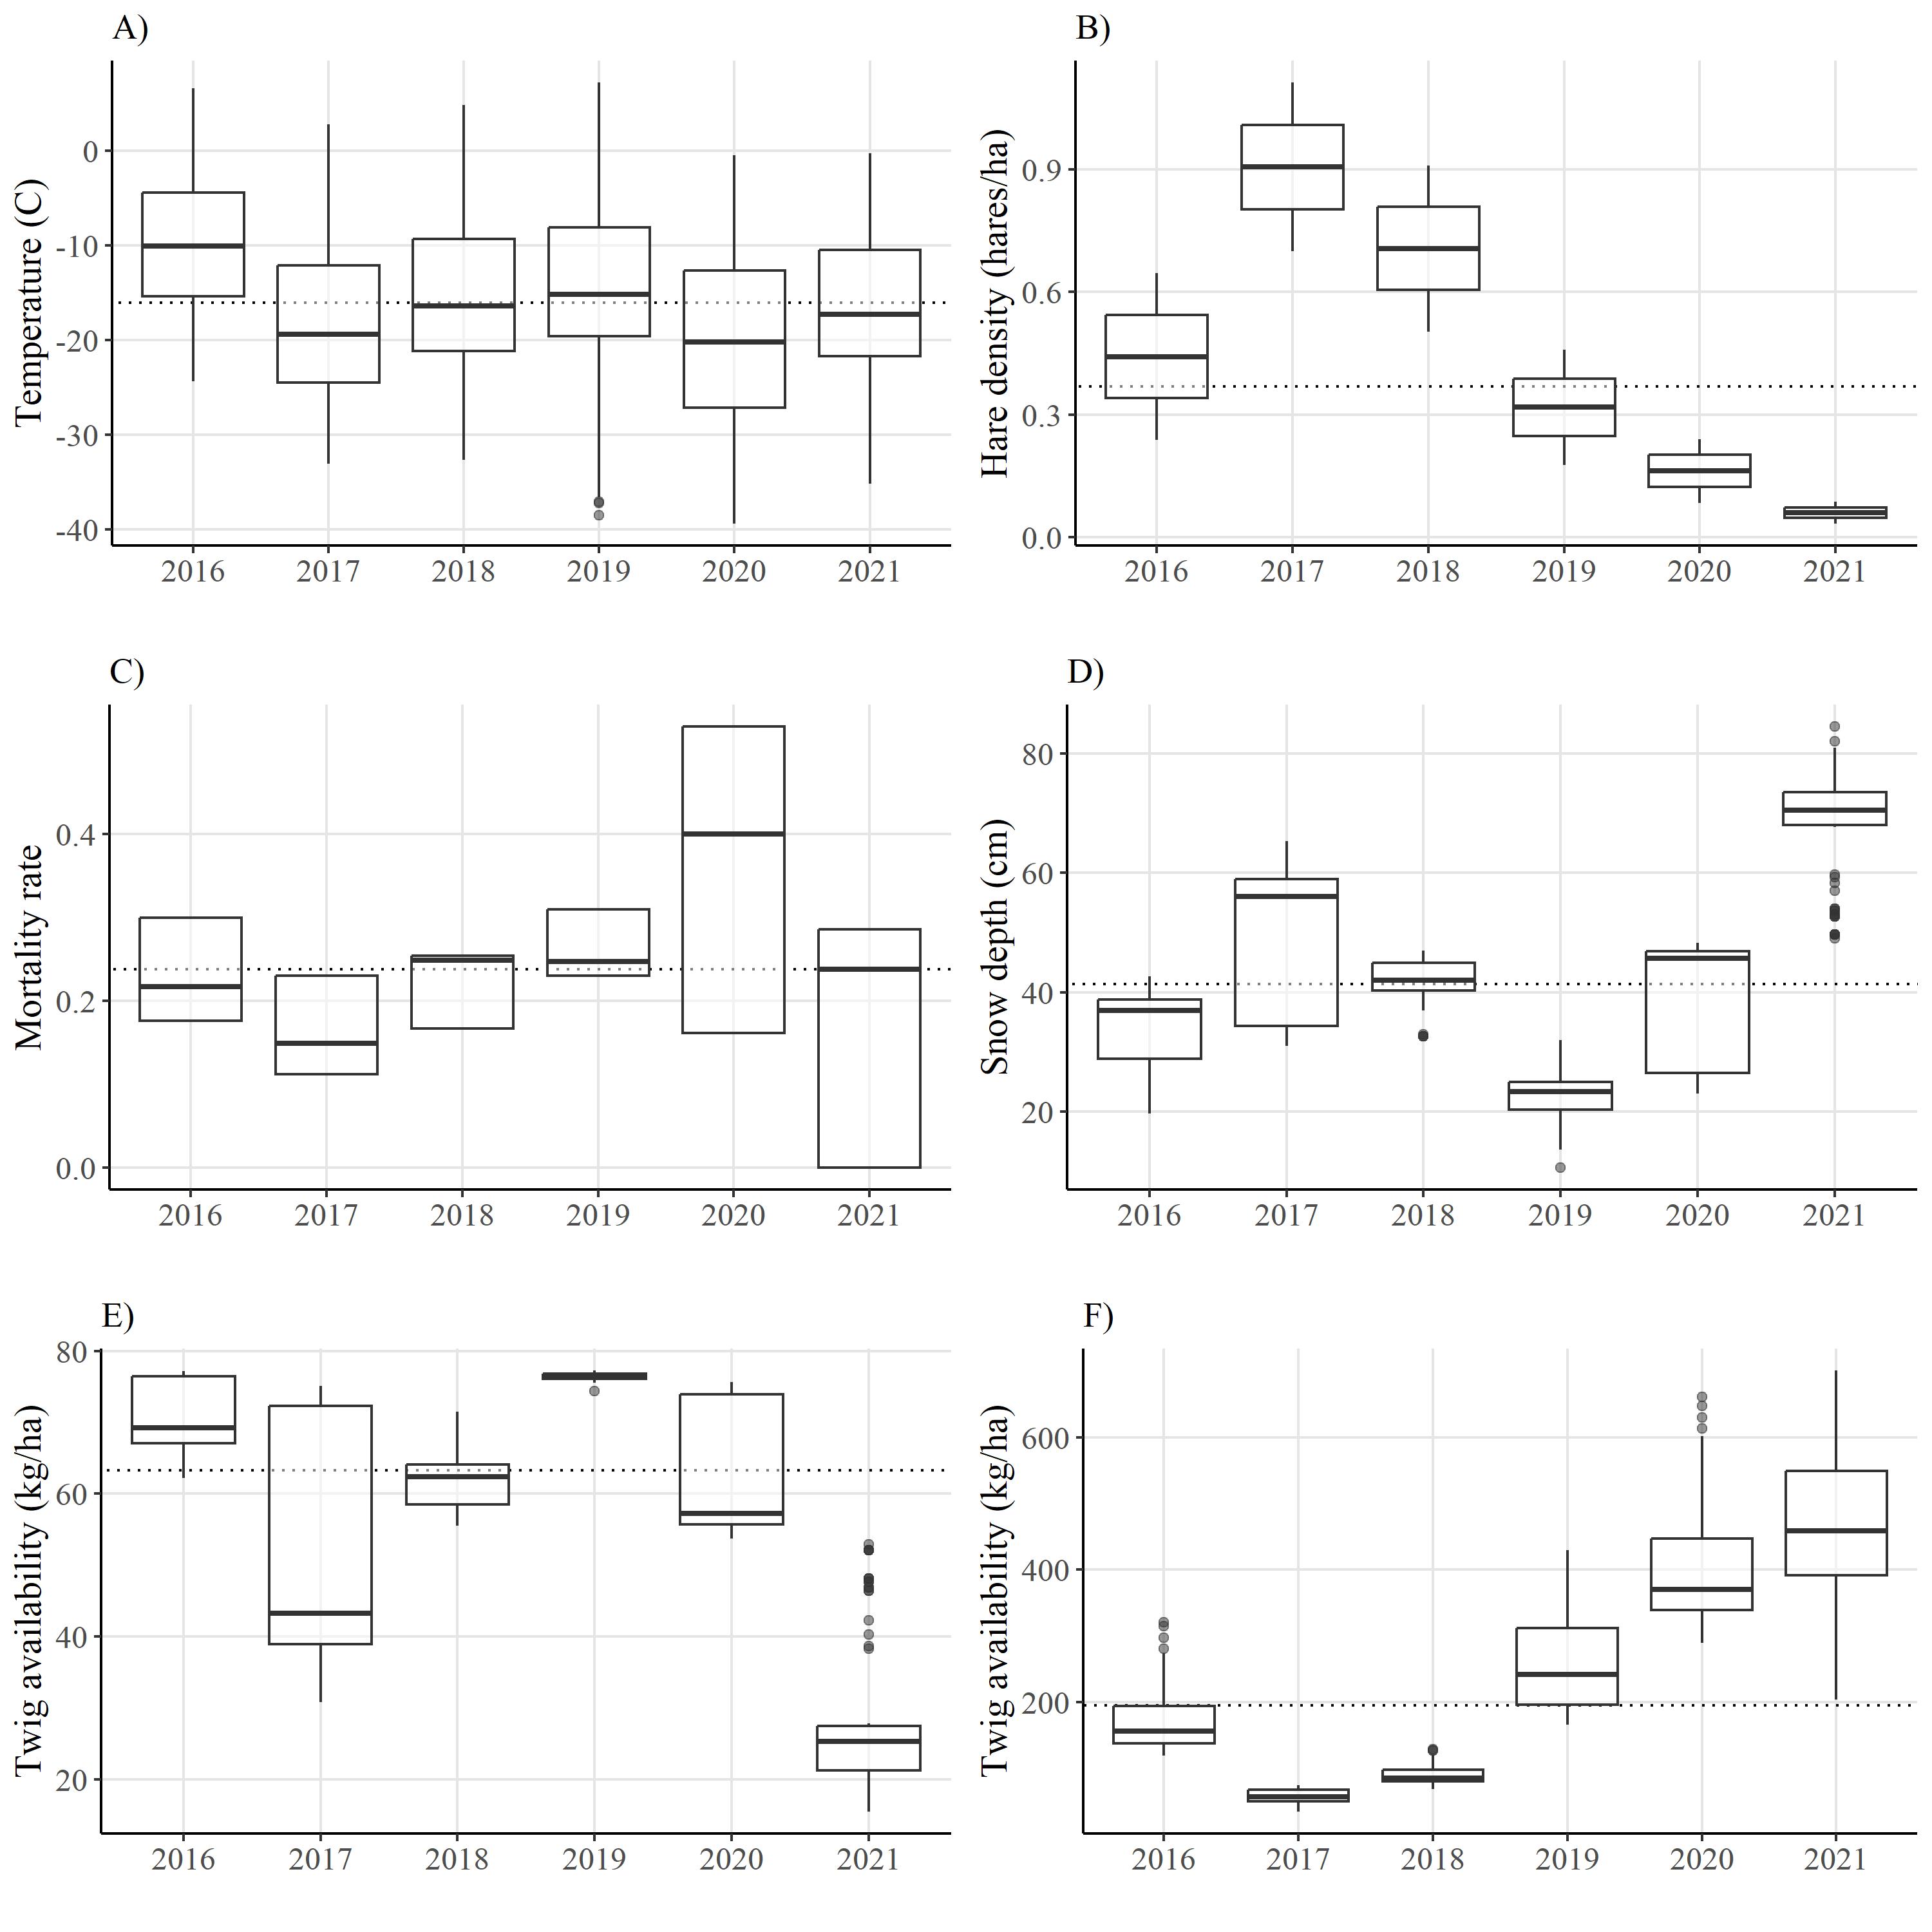 A)
Temperature (C)
0
-10
-20
-30
-40
2016 2017 2018 2019 2020 2021
B)
Hare density (hares/ha)
0.9
0.6
0.3
0.0
2016 2017 2018 2019 2020 2021
C)
Mortality rate
0.4
0.2
0.0
2016 2017 2018 2019 2020 2021
D)
Snow depth (cm)
80
60
40
20
2016 2017 2018 2019 2020 2021
E)
Twig availability (kg/ha)
80
60
40
20
2016 2017 2018 2019 2020 2021
F)
Twig availability (kg/ha)
600
400
200
2016 2017 2018 2019 2020 2021